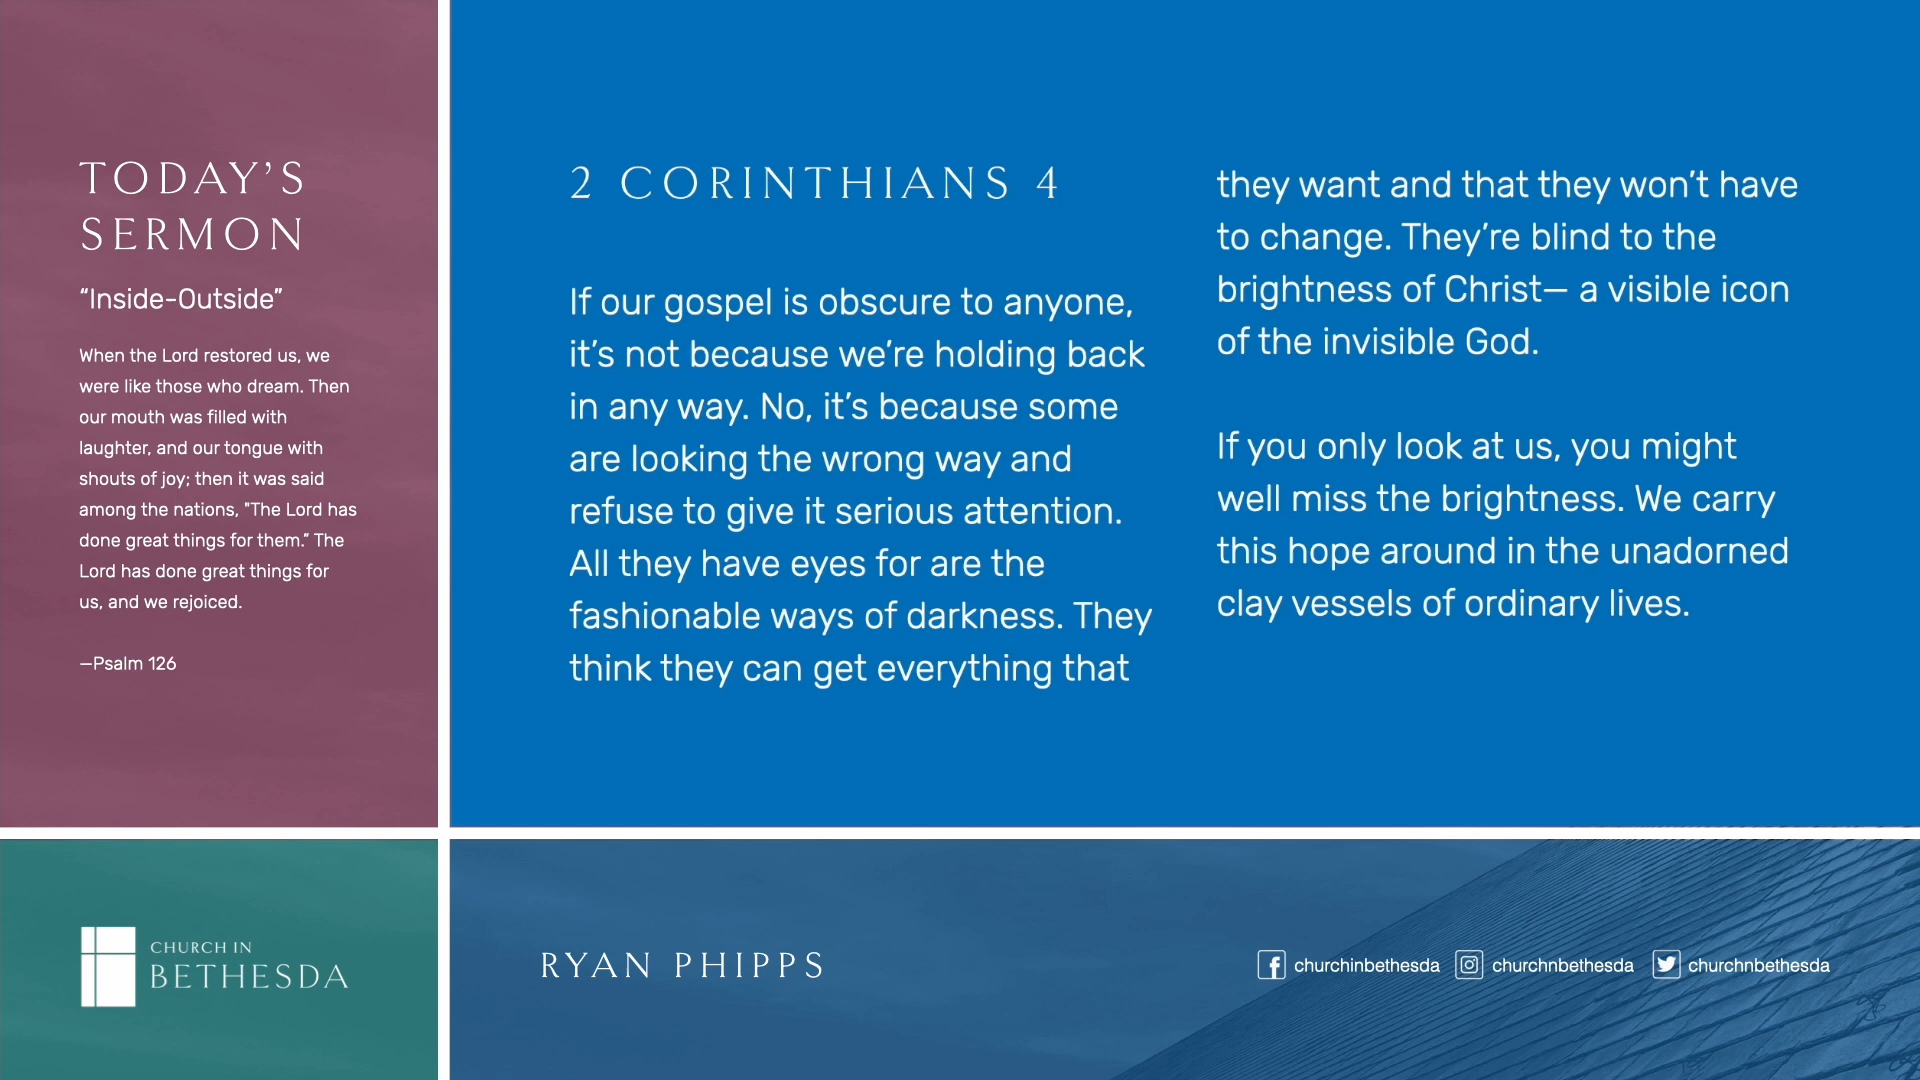 TODAY’S
SERMON
“Inside-Outside”
When the Lord restored us, we
were like those who dream. Then
our mouth was filled with
laughter, and our tongue with
shouts of joy; then it was said
among the nations, "The Lord has
done great things for them.” The
Lord has done great things for
us, and we rejoiced.
—Psalm 126
2 CORINTHIANS 4
If our gospel is obscure to anyone,
it’s not because we’re holding back
in any way. No, it’s because some
are looking the wrong way and
refuse to give it serious attention.
All they have eyes for are the
fashionable ways of darkness. They
think they can get everything that
they want and that they won’t have
to change. They’re blind to the
brightness of Christ— a visible icon
of the invisible God.
If you only look at us, you might
well miss the brightness. We carry
this hope around in the unadorned
clay vessels of ordinary lives.
CHURCH IN
BETHESDA
RYAN PHIPPS
churchinbethesda churchnbethesda churchnbethesda